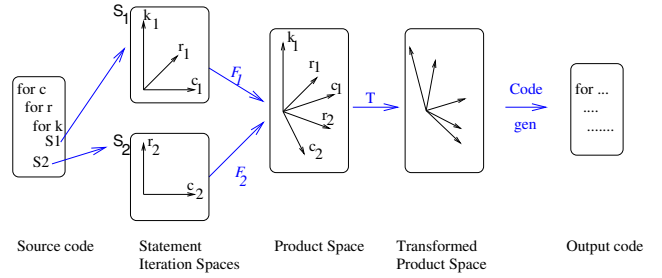 for c
for r
for k
S1
S2
S1
k1
r1
c1
S2
r2
c2
F1
F2
k1
r1
c1
r2
c2
T
Code
gen
for ...
....
.......
Source code
Statement
Iteration Spaces
Product Space
Transformed
Product Space
Output code